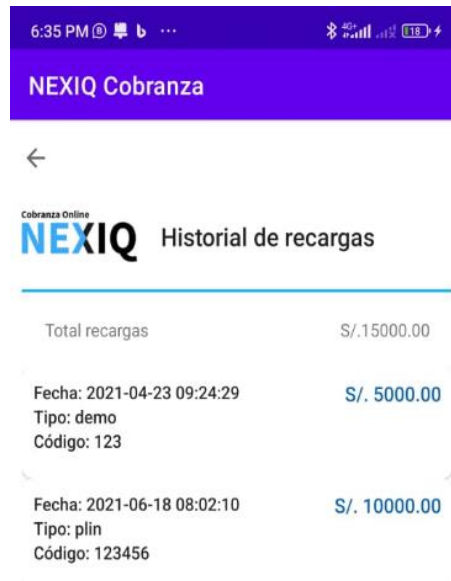 6:35 PM
4G+
18
NEXIQ Cobranza
Cobranza Online
NEXIQ
Historial de recargas
Total recargas S/.15000.00
Fecha: 2021-04-23 09:24:29 S/. 5000.00
Tipo: demo
Código: 123
Fecha: 2021-06-18 08:02:10 S/. 10000.00
Tipo: plin
Código: 123456